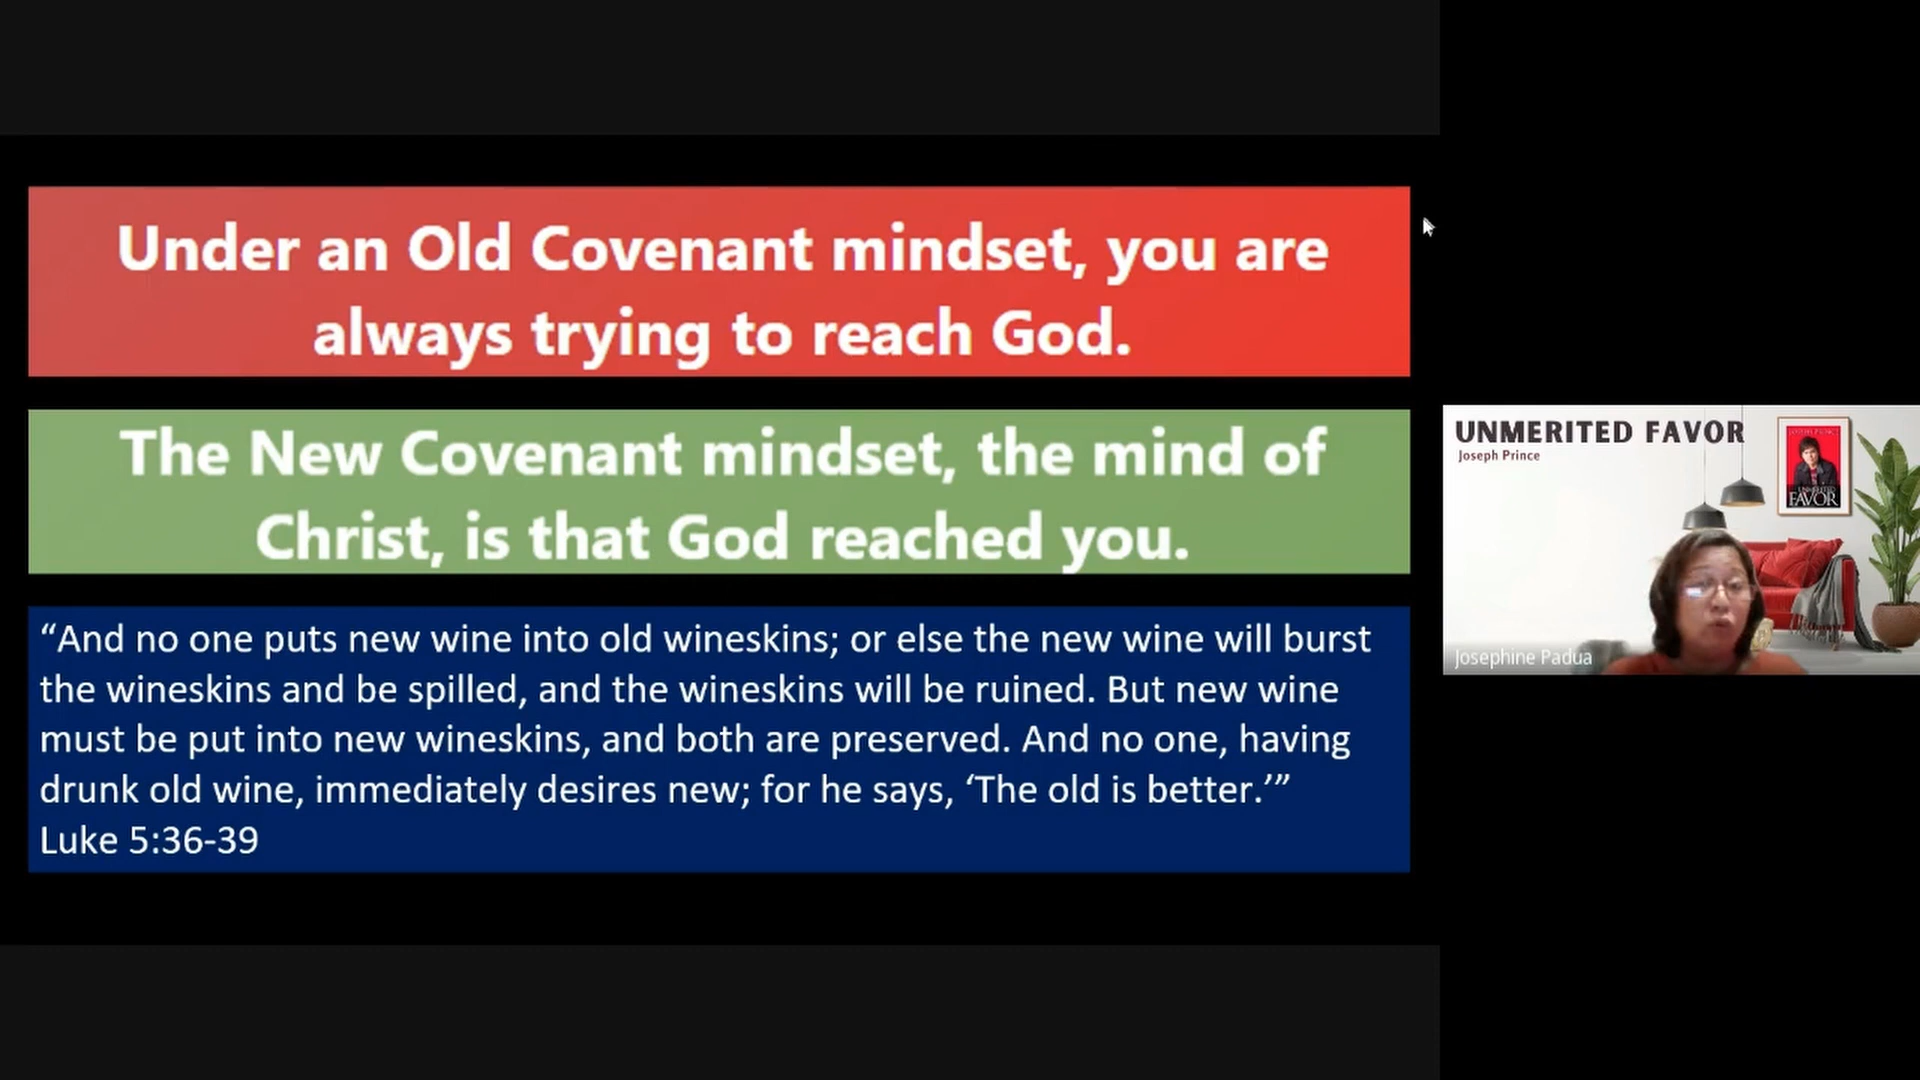 Under an Old Covenant mindset, you are
always trying to reach God.
The New Covenant mindset, the mind of
Christ, is that God reached you.
“And no one puts new wine into old wineskins; or else the new wine will burst
the wineskins and be spilled, and the wineskins will be ruined. But new wine
must be put into new wineskins, and both are preserved. And no one, having
drunk old wine, immediately desires new; for he says, ‘The old is better.’”
Luke 5:36-39
UNMERITED FAVOR
Joseph Prince
JOSEPH PRINCE
UNMERITED
FAVOR
Josephine Padua